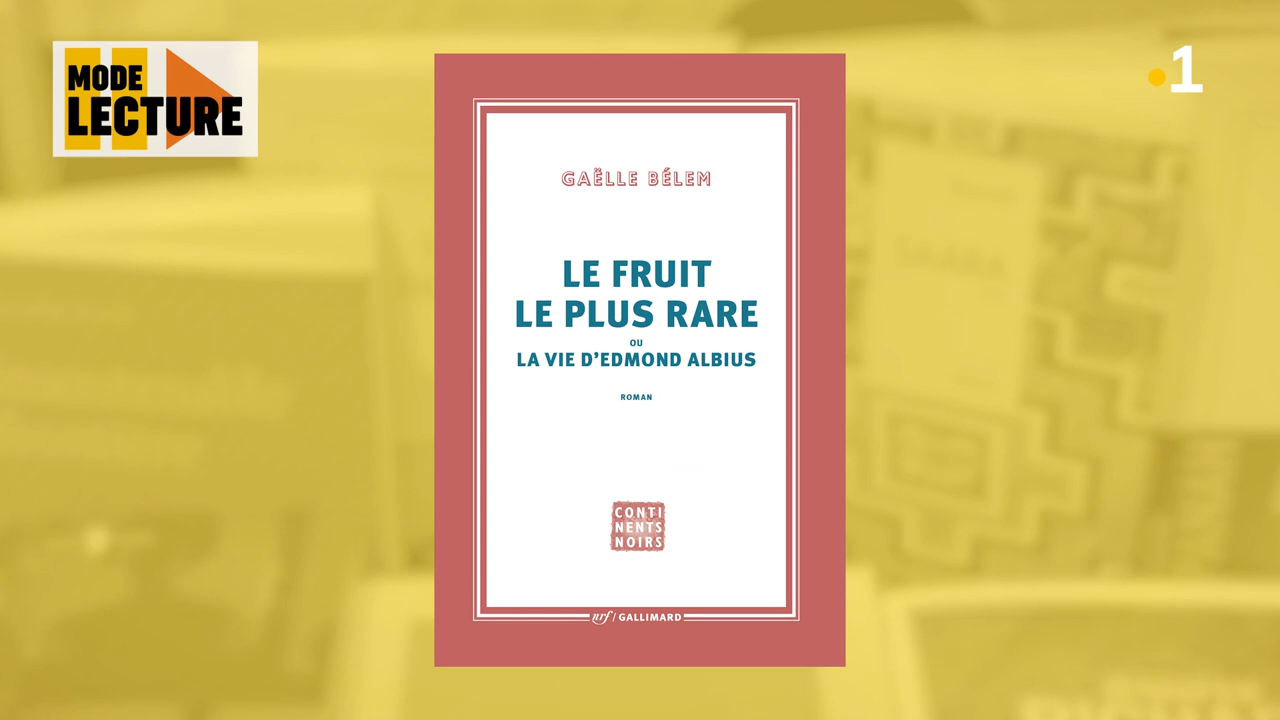 MODE
LECTURE
1
GAËLLE BÉLEM
LE FRUIT
LE PLUS RARE
OU
LA VIE D'EDMOND ALBIUS
ROMAN
CONTI
NENTS
NOIRS
nrf / GALLIMARD